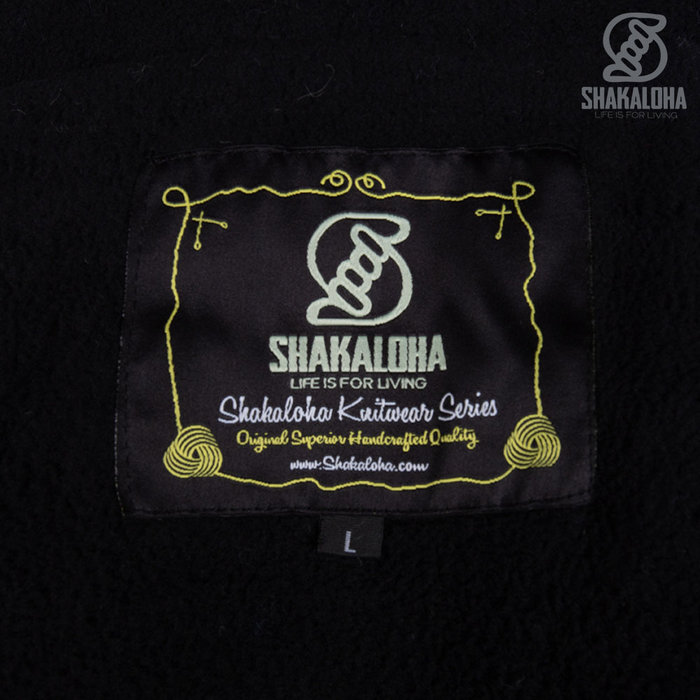 SHAKALOHA
LIFE IS FOR LIVING
SHAKALOHA
LIFE IS FOR LIVING
Shakaloha Knitwear Series
Original Superior Handcrafted Quality
www.Shakaloha.com
L